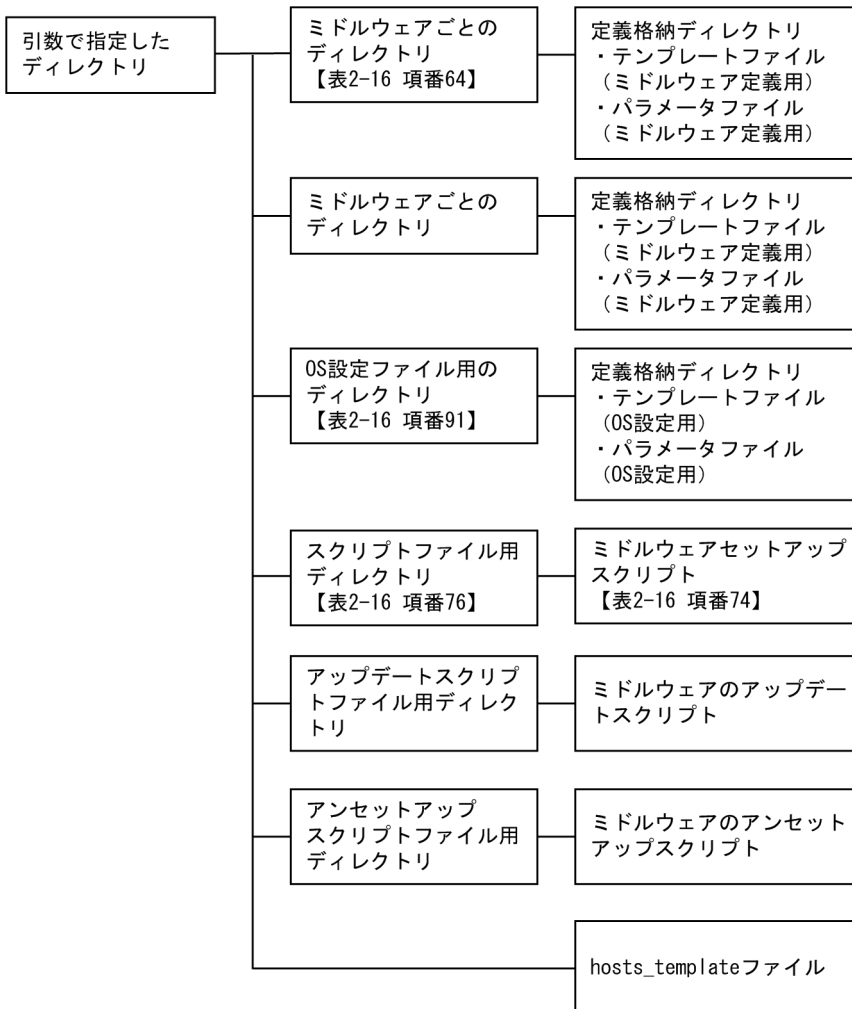 引数で指定した
ディレクトリ
ミドルウェアごとの
ディレクトリ
【表2-16 項番64】
定義格納ディレクトリ
・テンプレートファイル
（ミドルウェア定義用）
・パラメータファイル
（ミドルウェア定義用）
ミドルウェアごとの
ディレクトリ
定義格納ディレクトリ
・テンプレートファイル
（ミドルウェア定義用）
・パラメータファイル
（ミドルウェア定義用）
OS設定ファイル用の
ディレクトリ
【表2-16 項番91】
定義格納ディレクトリ
・テンプレートファイル
（OS設定用）
・パラメータファイル
（OS設定用）
スクリプトファイル用
ディレクトリ
【表2-16 項番76】
ミドルウェアセットアップ
スクリプト
【表2-16 項番74】
アップデートスクリプ
トファイル用ディレク
トリ
ミドルウェアのアップデー
トスクリプト
アンセットアップ
スクリプトファイル用
ディレクトリ
ミドルウェアのアンセット
アップスクリプト
hosts_templateファイル